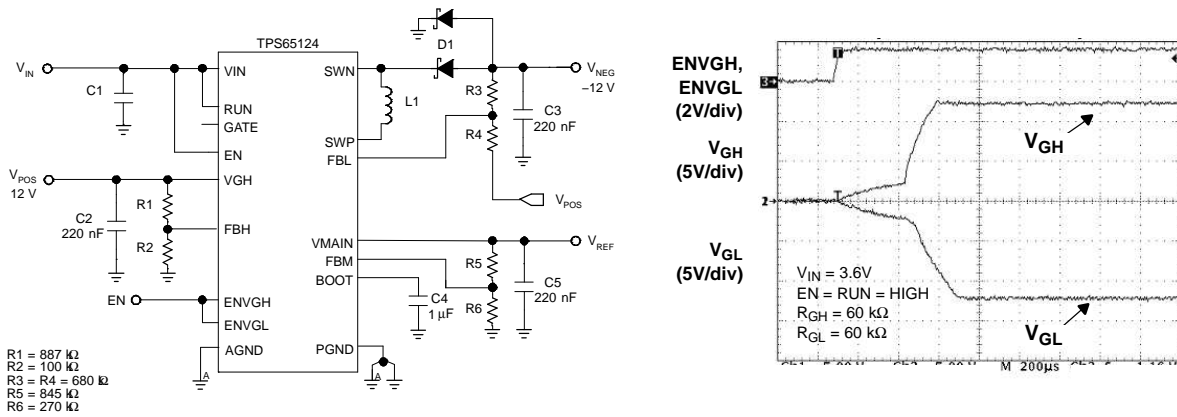 TPS65124
D1
V_IN
VIN
SWN
V_NEG
–12 V
C1
R3
C3
220 nF
L1
RUN
GATE
SWP
R4
EN
FBL
V_POS
12 V
VGH
V_POS
C2
220 nF
R1
R2
FBH
VMAIN
V_REF
FBM
R5
BOOT
C4
1 µF
C5
220 nF
R6
EN
ENVGH
ENVGL
AGND
PGND
A
A
R1 = 887 kΩ
R2 = 100 kΩ
R3 = R4 = 680 kΩ
R5 = 845 kΩ
R6 = 270 kΩ
ENVGH,
ENVGL
(2V/div)
V_GH
(5V/div)
V_GL
(5V/div)
3
T
2
T
V_GH
V_IN = 3.6V
EN = RUN = HIGH
R_GH = 60 kΩ
R_GL = 60 kΩ
V_GL
M 200µs